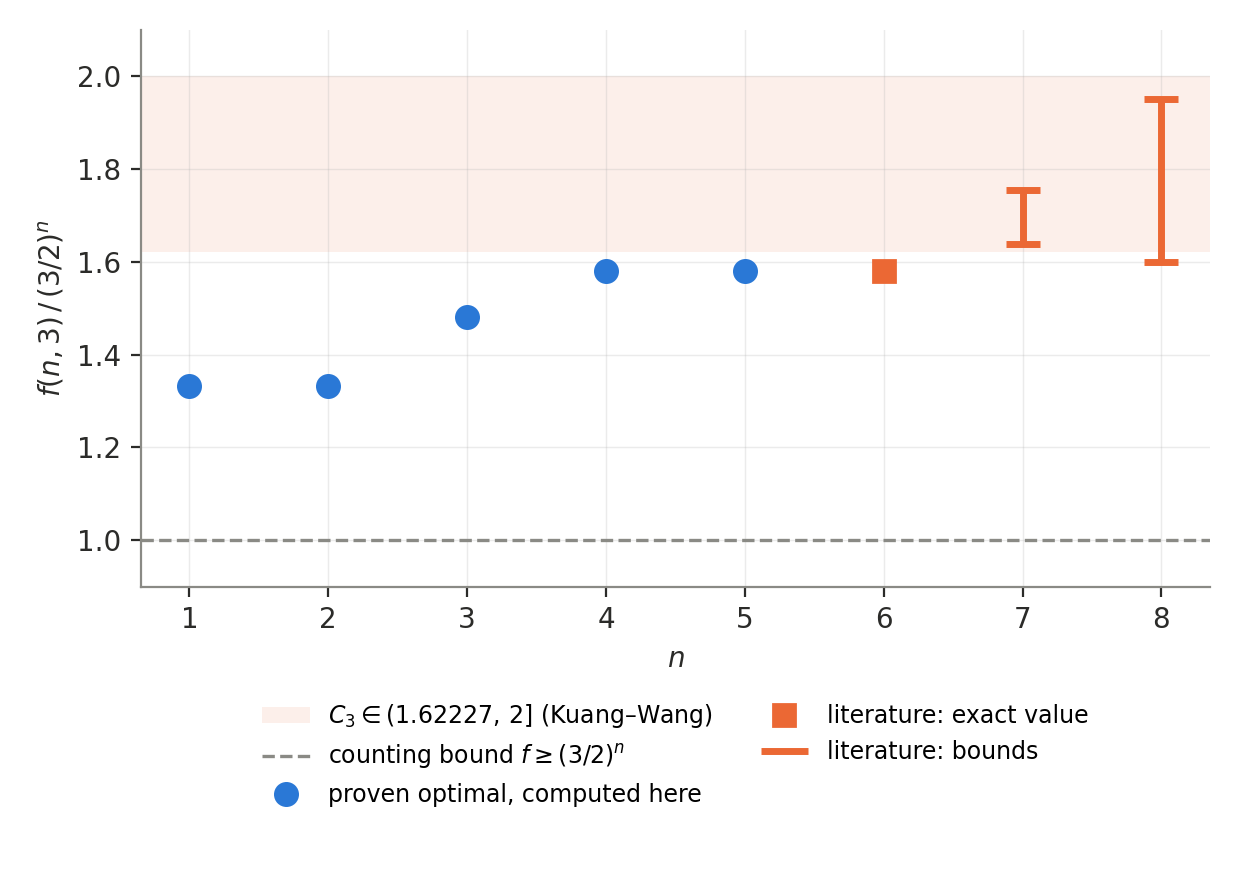 2.0
1.8
1.6
1.4
1.2
1.0
f(n, 3) / (3/2)ⁿ
1 2 3 4 5 6 7 8
n
C₃ ∈ (1.62227, 2] (Kuang–Wang)
counting bound f ≥ (3/2)ⁿ
proven optimal, computed here
literature: exact value
literature: bounds